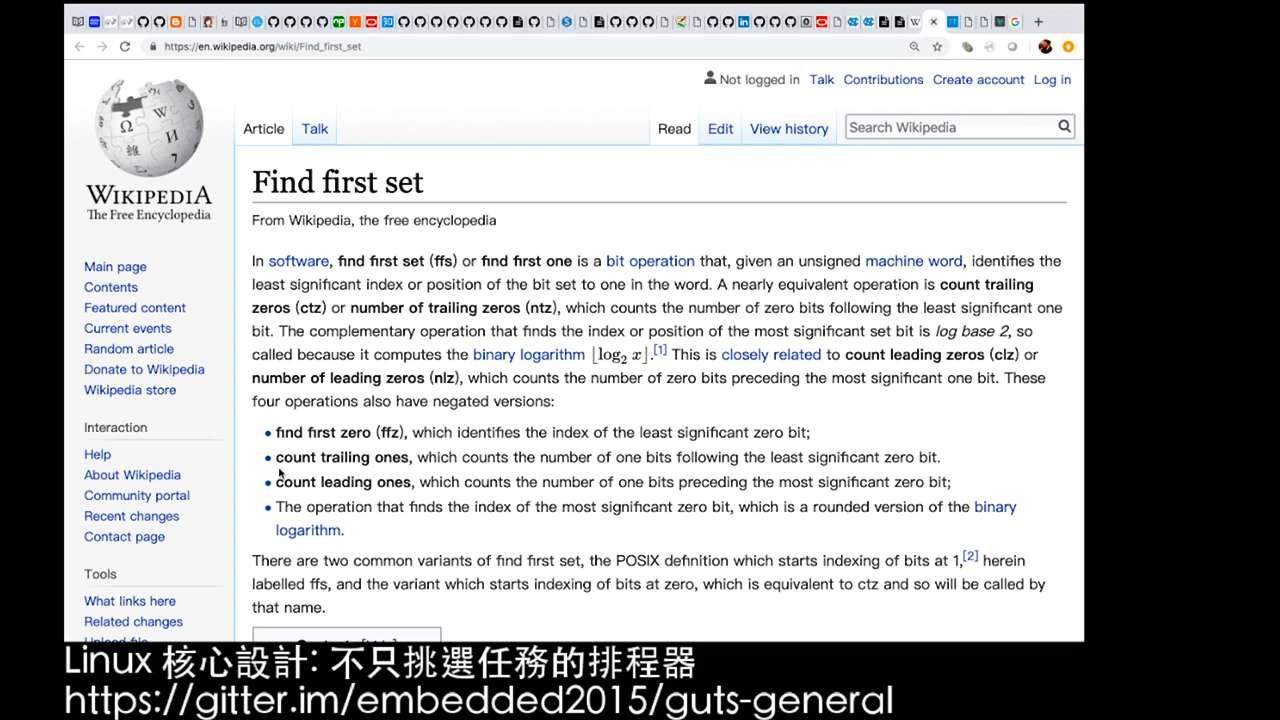 https://en.wikipedia.org/wiki/Find_first_set
Not logged in Talk Contributions Create account Log in
Article Talk Read Edit View history Search Wikipedia
WIKIPEDIA
The Free Encyclopedia
Main page
Contents
Featured content
Current events
Random article
Donate to Wikipedia
Wikipedia store
Interaction
Help
About Wikipedia
Community portal
Recent changes
Contact page
Tools
What links here
Related changes
Upload file
Find first set
From Wikipedia, the free encyclopedia
In software, find first set (ffs) or find first one is a bit operation that, given an unsigned machine word, identifies the
least significant index or position of the bit set to one in the word. A nearly equivalent operation is count trailing
zeros (ctz) or number of trailing zeros (ntz), which counts the number of zero bits following the least significant one
bit. The complementary operation that finds the index or position of the most significant set bit is log base 2, so
called because it computes the binary logarithm ⌊log₂ x⌋.[1] This is closely related to count leading zeros (clz) or
number of leading zeros (nlz), which counts the number of zero bits preceding the most significant one bit. These
four operations also have negated versions:
• find first zero (ffz), which identifies the index of the least significant zero bit;
• count trailing ones, which counts the number of one bits following the least significant zero bit.
• count leading ones, which counts the number of one bits preceding the most significant zero bit;
• The operation that finds the index of the most significant zero bit, which is a rounded version of the binary
logarithm.
There are two common variants of find first set, the POSIX definition which starts indexing of bits at 1,[2] herein
labelled ffs, and the variant which starts indexing of bits at zero, which is equivalent to ctz and so will be called by
that name.
Linux 核心設計: 不只挑選任務的排程器
https://gitter.im/embedded2015/guts-general